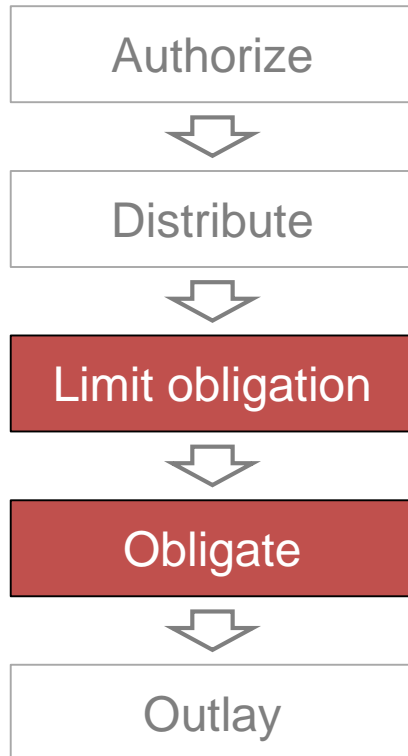 Authorize
Distribute
Limit obligation
Obligate
Outlay